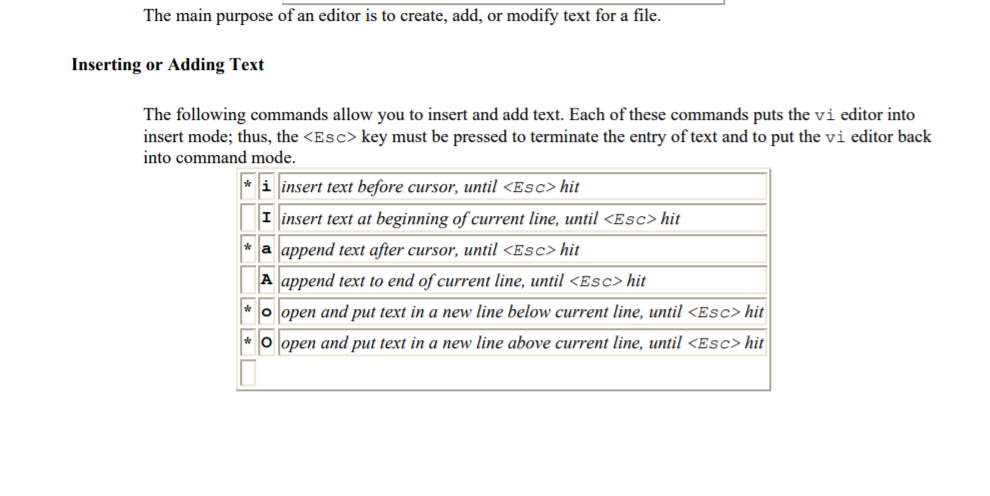 The main purpose of an editor is to create, add, or modify text for a file.
Inserting or Adding Text
The following commands allow you to insert and add text. Each of these commands puts the vi editor into
insert mode; thus, the <Esc> key must be pressed to terminate the entry of text and to put the vi editor back
into command mode.
* i insert text before cursor, until <Esc> hit
I insert text at beginning of current line, until <Esc> hit
* a append text after cursor, until <Esc> hit
A append text to end of current line, until <Esc> hit
* o open and put text in a new line below current line, until <Esc> hit
* O open and put text in a new line above current line, until <Esc> hit